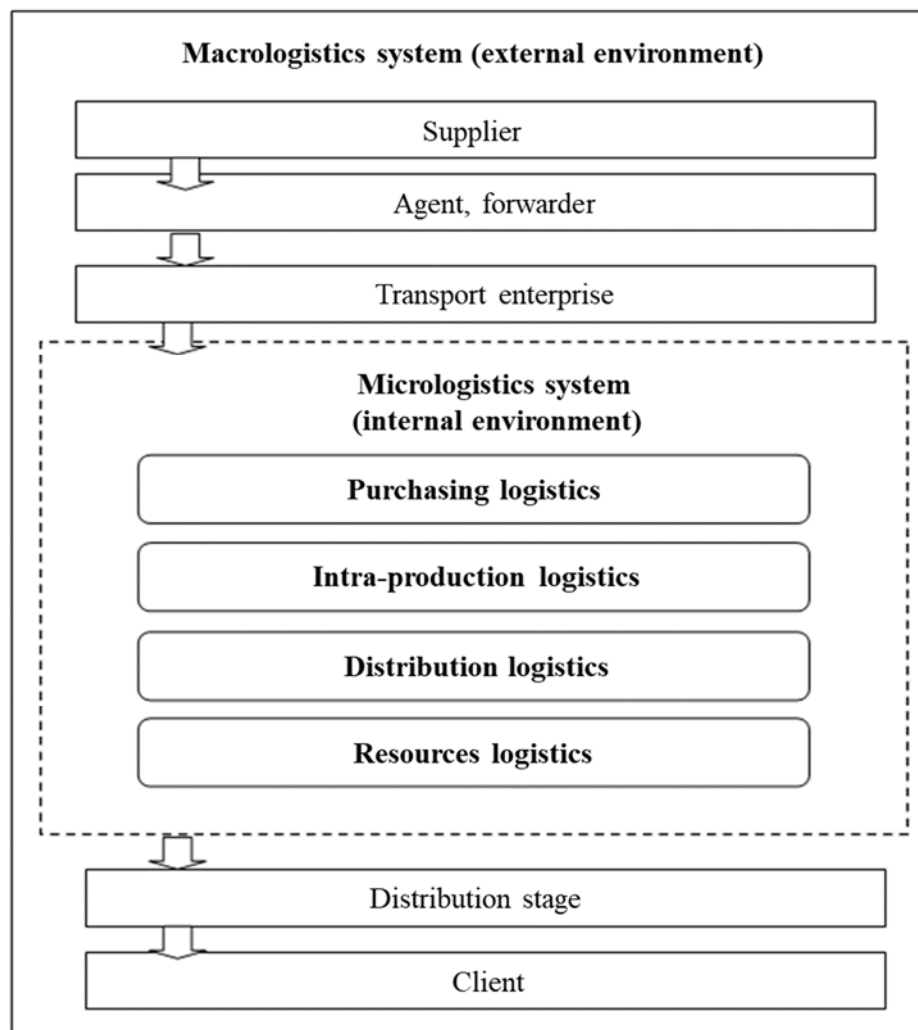 Macrologistics system (external environment)
Supplier
Agent, forwarder
Transport enterprise
Micrologistics system
(internal environment)
Purchasing logistics
Intra-production logistics
Distribution logistics
Resources logistics
Distribution stage
Client